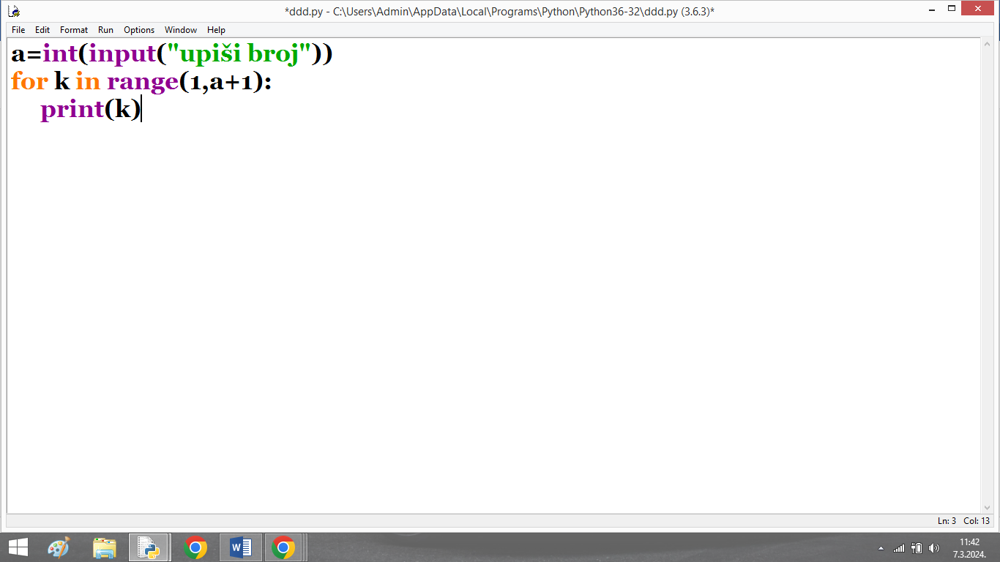 *ddd.py - C:\Users\Admin\AppData\Local\Programs\Python\Python36-32\ddd.py (3.6.3)*
File Edit Format Run Options Window Help
a=int(input("upiši broj"))
for k in range(1,a+1):
    print(k)
Ln: 3 Col: 13
11:42
7.3.2024.